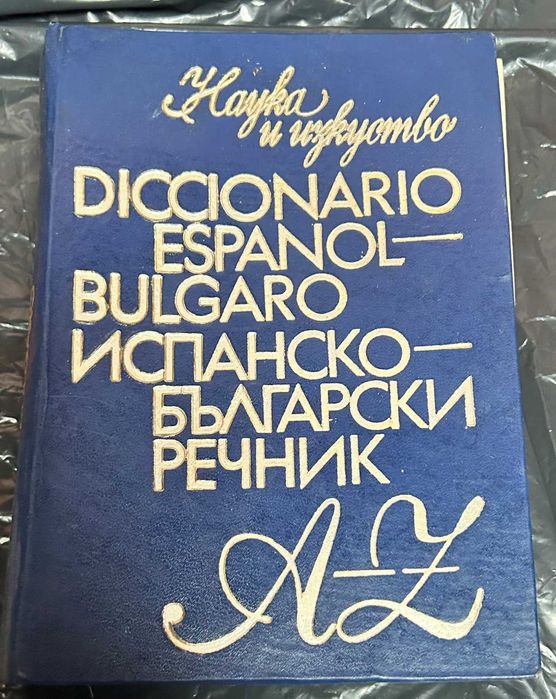 Наука
и изкуство
DICCIONARIO
ESPANOL—
BULGARO
ИСПАНСКО—
БЪЛГАРСКИ
РЕЧНИК
A–Z